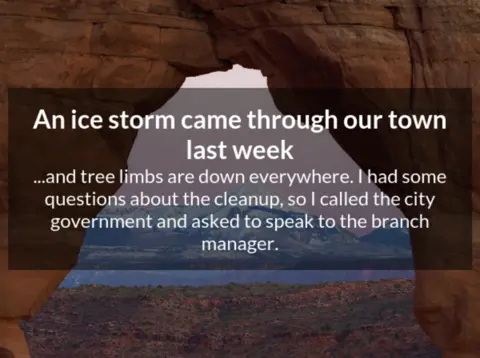 An ice storm came through our town
last week
...and tree limbs are down everywhere. I had some
questions about the cleanup, so I called the city
government and asked to speak to the branch
manager.